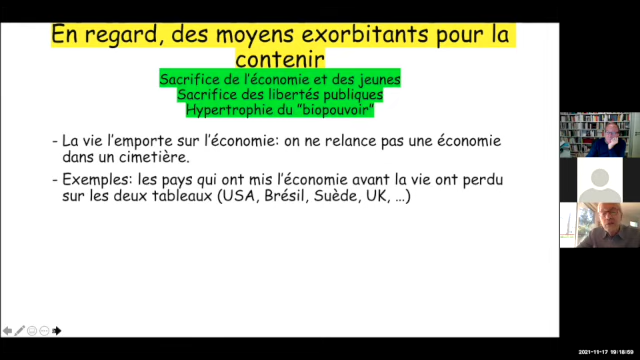 En regard, des moyens exorbitants pour la
contenir
Sacrifice de l'économie et des jeunes
Sacrifice des libertés publiques
Hypertrophie du "biopouvoir"
- La vie l'emporte sur l'économie: on ne relance pas une économie
dans un cimetière.
- Exemples: les pays qui ont mis l'économie avant la vie ont perdu
sur les deux tableaux (USA, Brésil, Suède, UK, …)
2021-11-17 19:18:59